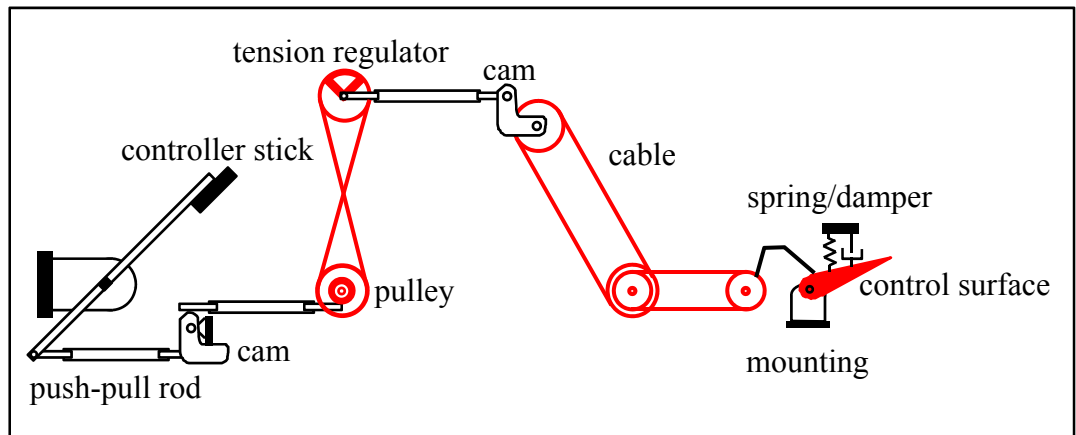 tension regulator
cam
controller stick
cable
spring/damper
pulley
control surface
cam
mounting
push-pull rod